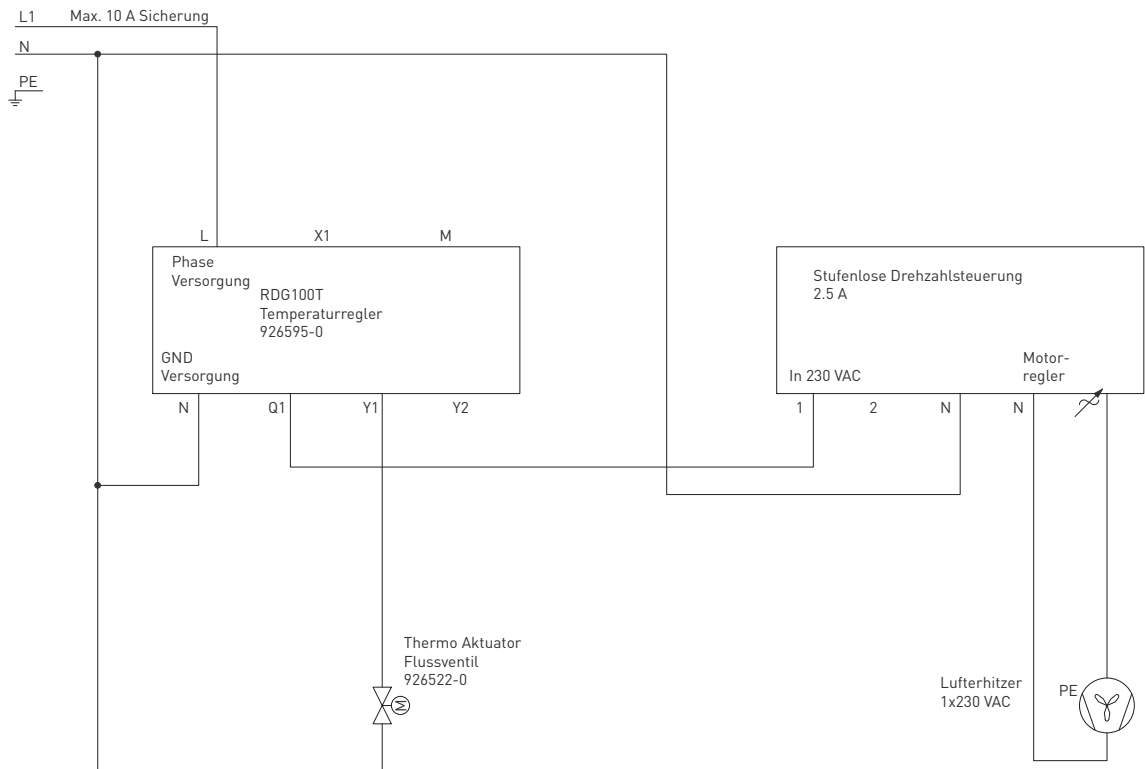 L1
Max. 10 A Sicherung
N
PE
L
X1
M
Phase
Versorgung
RDG100T
Temperaturregler
926595-0
GND
Versorgung
N
Q1
Y1
Y2
Stufenlose Drehzahlsteuerung
2.5 A
In 230 VAC
Motor-
regler
1
2
N
N
Thermo Aktuator
Flussventil
926522-0
M
Lufterhitzer
1x230 VAC
PE